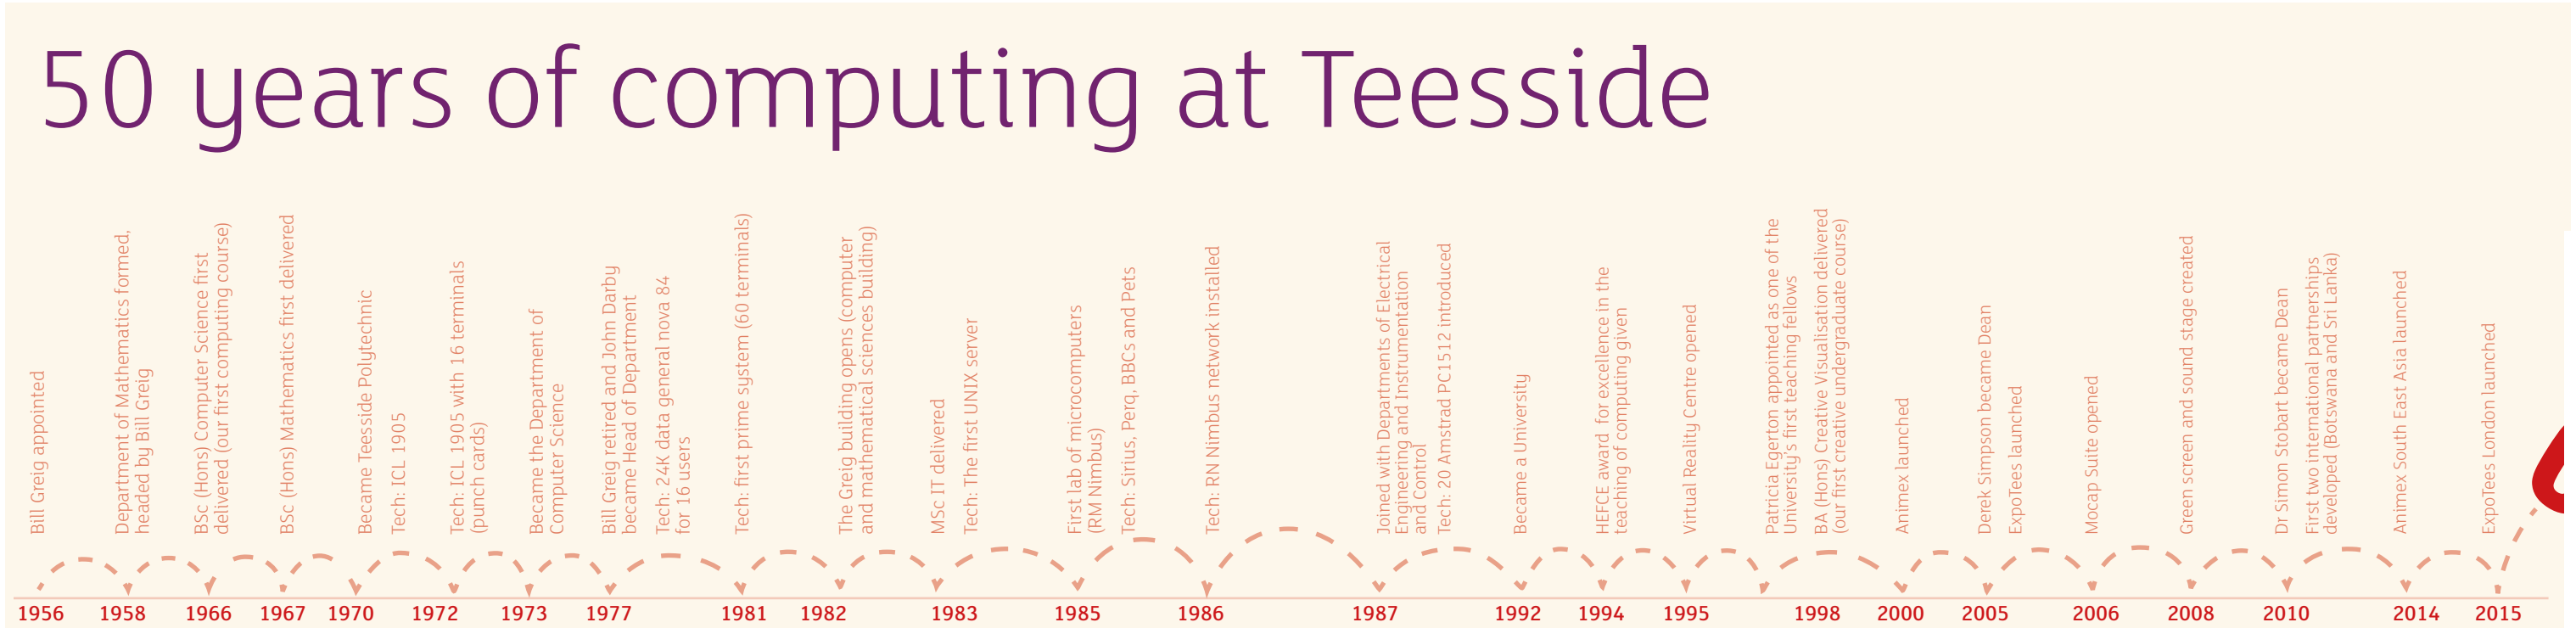 50 years of computing at Teesside
Bill Greig appointed
Department of Mathematics formed,
headed by Bill Greig
BSc (Hons) Computer Science first
delivered (our first computing course)
BSc (Hons) Mathematics first delivered
Became Teesside Polytechnic
Tech: ICL 1905
Tech: ICL 1905 with 16 terminals
(punch cards)
Became the Department of
Computer Science
Bill Greig retired and John Darby
became Head of Department
Tech: 24K data general nova 84
for 16 users
Tech: first prime system (60 terminals)
The Greig building opens (computer
and mathematical sciences building)
MSc IT delivered
Tech: The first UNIX server
First lab of microcomputers
(RM Nimbus)
Tech: Sirius, Perq, BBCs and Pets
Tech: RN Nimbus network installed
Joined with Departments of Electrical
Engineering and Instrumentation
and Control
Tech: 20 Amstrad PC1512 introduced
Became a University
HEFCE award for excellence in the
teaching of computing given
Virtual Reality Centre opened
Patricia Egerton appointed as one of the
University's first teaching fellows
BA (Hons) Creative Visualisation delivered
(our first creative undergraduate course)
Animex launched
Derek Simpson became Dean
ExpoTees launched
Mocap Suite opened
Green screen and sound stage created
Dr Simon Stobart became Dean
First two international partnerships
developed (Botswana and Sri Lanka)
Animex South East Asia launched
ExpoTees London launched
1956 1958 1966 1967 1970 1972 1973 1977 1981 1982 1983 1985 1986 1987 1992 1994 1995 1998 2000 2005 2006 2008 2010 2014 2015